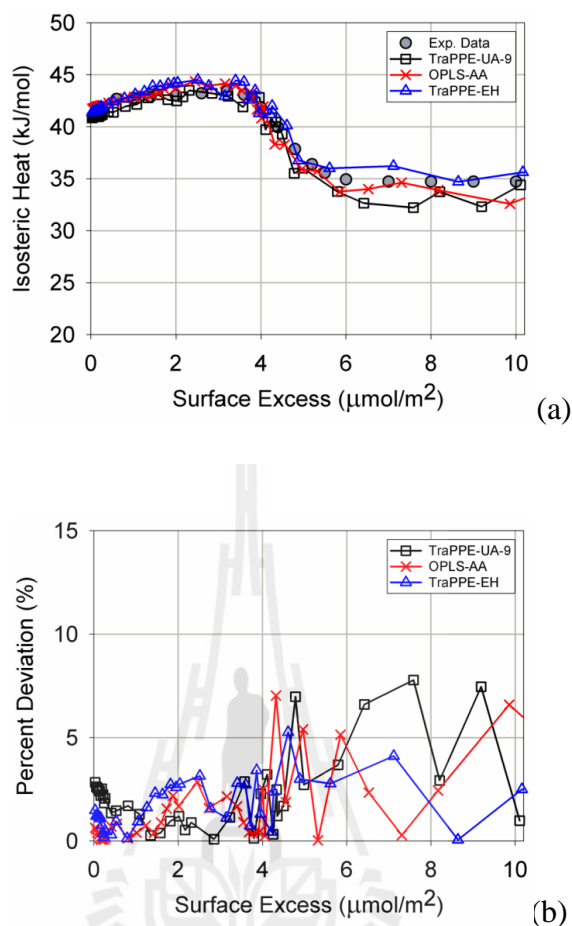 50
45
40
35
30
25
20
Isosteric Heat (kJ/mol)
Exp. Data
TraPPE-UA-9
OPLS-AA
TraPPE-EH
0 2 4 6 8 10
Surface Excess (μmol/m²)
(a)
15
10
5
0
Percent Deviation (%)
TraPPE-UA-9
OPLS-AA
TraPPE-EH
0 2 4 6 8 10
Surface Excess (μmol/m²)
(b)